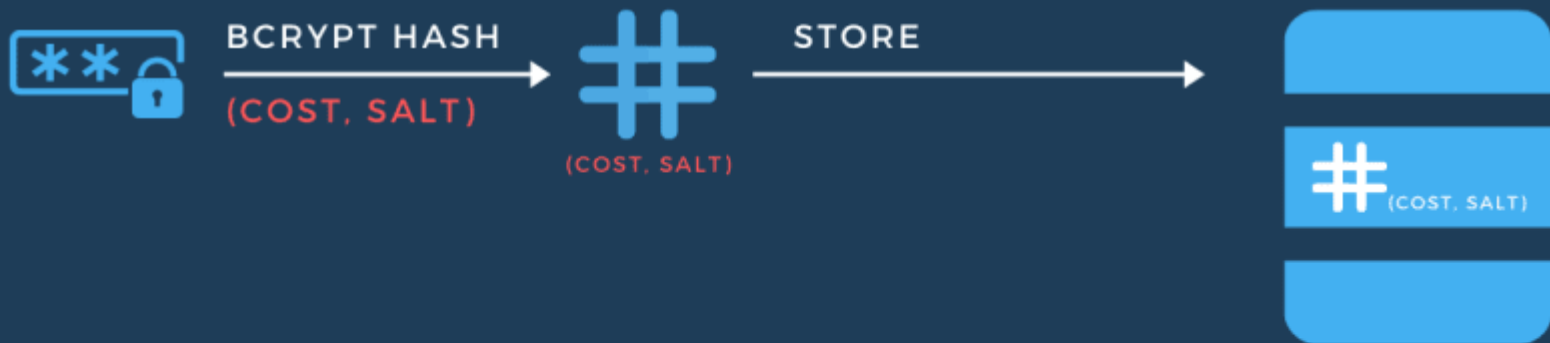 **
BCRYPT HASH
(COST, SALT)
#
(COST, SALT)
STORE
#(COST, SALT)